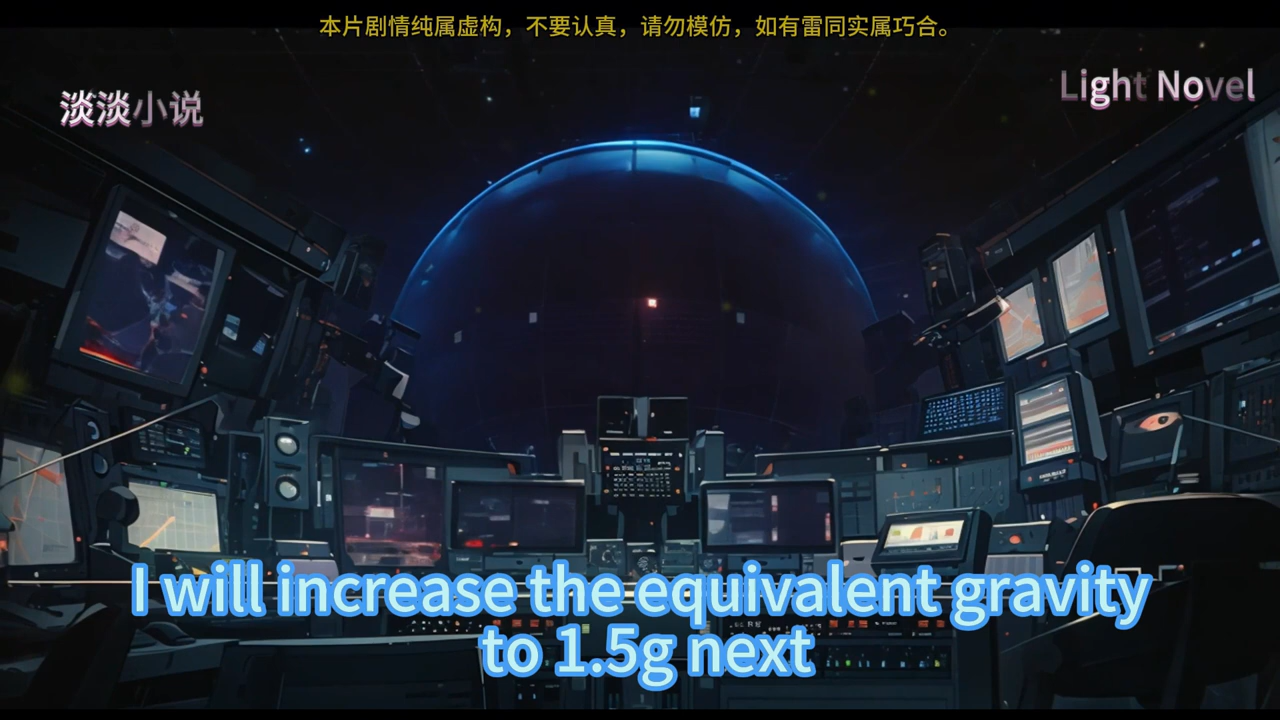 本片剧情纯属虚构，不要认真，请勿模仿，如有雷同实属巧合。
淡淡小说
Light Novel
I will increase the equivalent gravity
to 1.5g next